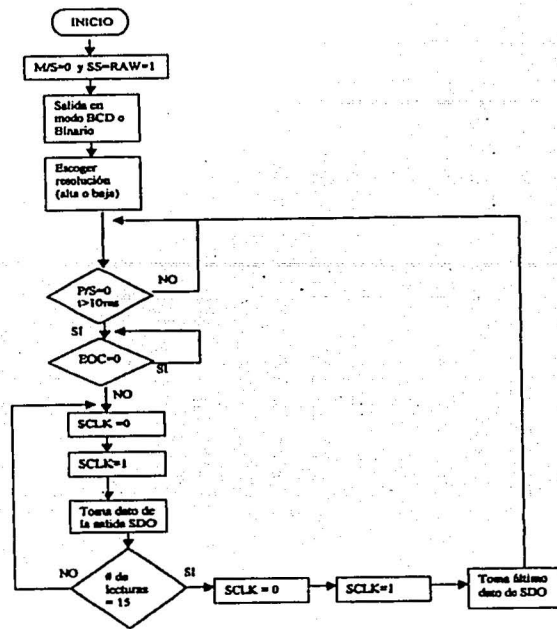 INICIO
M/S=0 y SS=RAW=1
Salida en
modo BCD o
Binario
Escoger
resolución
(alta o baja)
P/S=0
t>10ms
NO
SI
EOC=0
SI
NO
SCLK =0
SCLK=1
Toma dato de
la salida SDO
NO
# de
lecturas
= 15
SI
SCLK = 0
SCLK=1
Toma último
dato de SDO